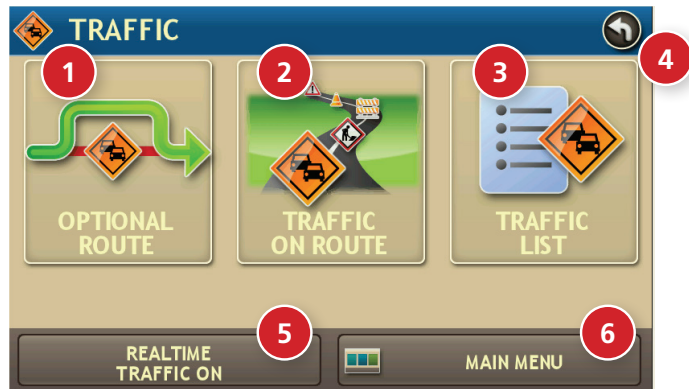 TRAFFIC
1
2
3
4
OPTIONAL
ROUTE
TRAFFIC
ON ROUTE
TRAFFIC
LIST
5
6
REALTIME
TRAFFIC ON
MAIN MENU